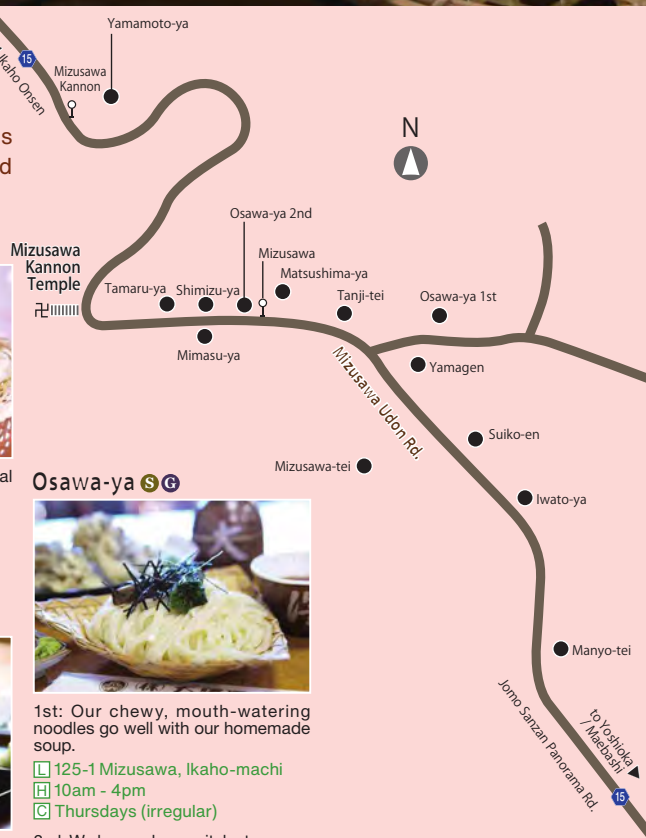 Yamamoto-ya
15
Ikaho Onsen
Mizusawa
Kannon
N
s
d
Osawa-ya 2nd
Mizusawa
Kannon
Temple
卍
Mizusawa
Matsushima-ya
Tamaru-ya
Shimizu-ya
Tanji-tei
Osawa-ya 1st
Mimasu-ya
Yamagen
Mizusawa Udon Rd.
Suiko-en
Mizusawa-tei
al
Iwato-ya
Osawa-ya S G
大
Manyo-tei
1st: Our chewy, mouth-watering
noodles go well with our homemade
soup.
L 125-1 Mizusawa, Ikaho-machi
H 10am - 4pm
C Thursdays (irregular)
Jomo Sanzan Panorama Rd.
to Yoshioka
/ Maebashi
15